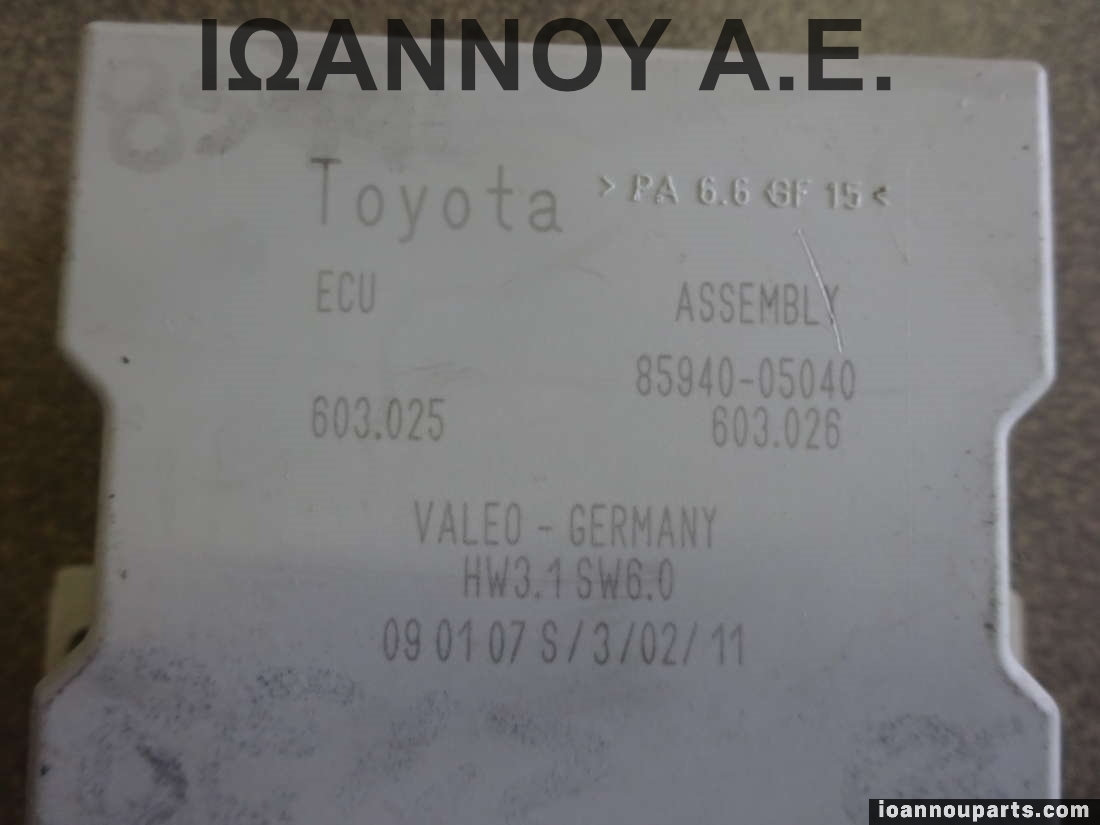 ΙΩΑΝΝΟΥ Α.Ε.
Toyota >PA 6.6 GF 15<
ECU ASSEMBLY
85940-05040
603.025 603.026
VALEO - GERMANY
HW3.1 SW6.0
09 01 07 S/3/02/11
ioannouparts.com